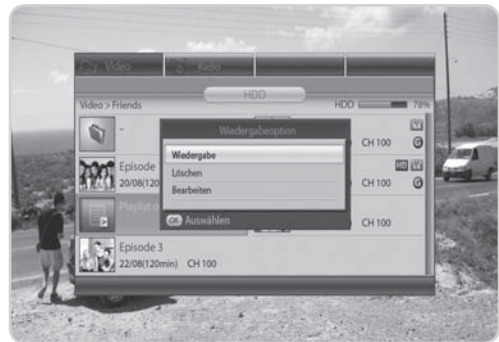 Video Radio
HDD
Video > Friends HDD 78%
..
CH 100
Wiedergabeoption
Wiedergabe
Löschen
Bearbeiten
OK Auswählen
HD
Episode
20/08(120 CH 100
Playlist o
CH 100
Episode 3
22/08(120min) CH 100